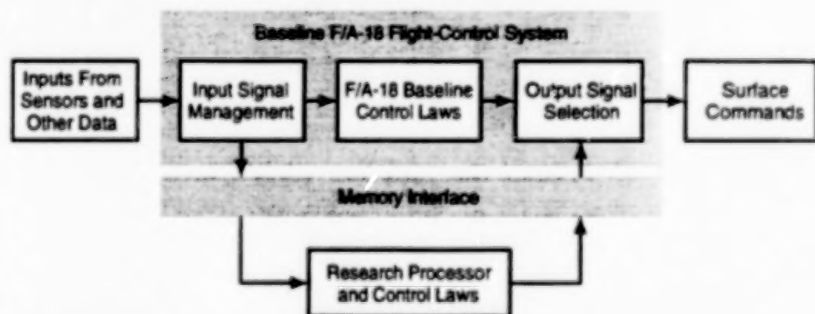 Baseline F/A-18 Flight-Control System
Inputs From
Sensors and
Other Data
Input Signal
Management
F/A-18 Baseline
Control Laws
Output Signal
Selection
Surface
Commands
Memory Interface
Research Processor
and Control Laws